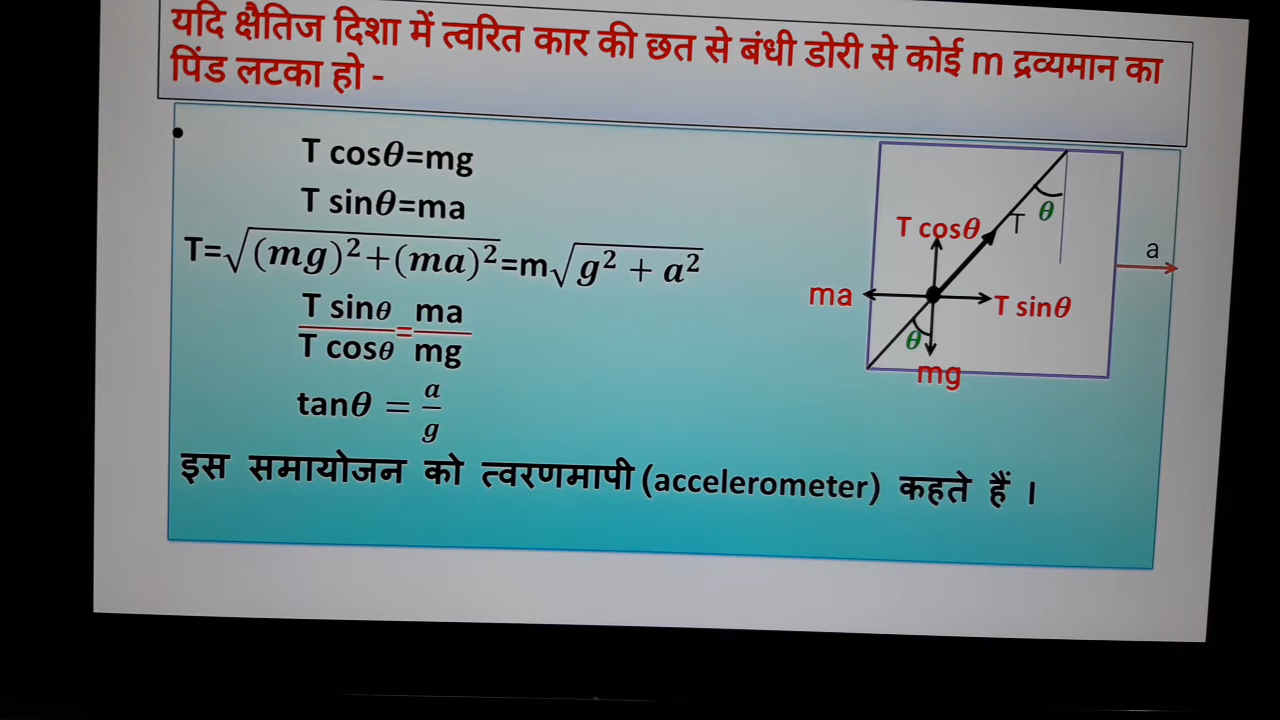 यदि क्षैतिज दिशा में त्वरित कार की छत से बंधी डोरी से कोई m द्रव्यमान का
पिंड लटका हो -
• T cosθ=mg
T sinθ=ma
T=√(mg)²+(ma)²=m√g² + a²
T sinθ/T cosθ=ma/mg
tanθ = a/g
इस समायोजन को त्वरणमापी (accelerometer) कहते हैं ।
T cosθ
T
θ
a
ma
T sinθ
θ
mg